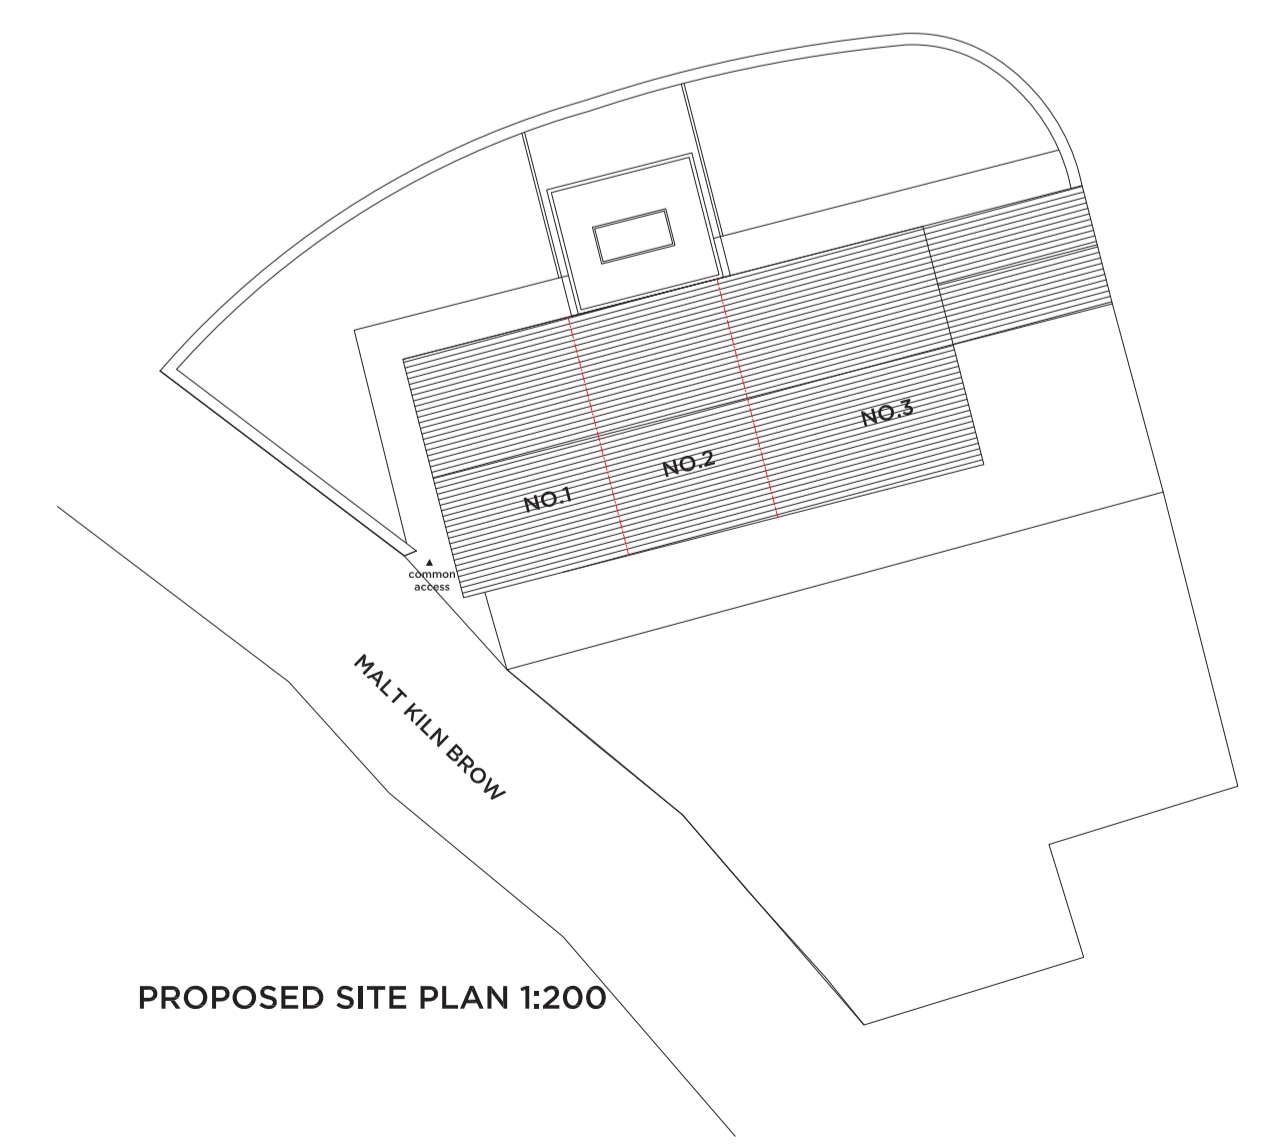 NO.3
NO.2
NO.1
▲
common
access
MALT KILN BROW
PROPOSED SITE PLAN 1:200